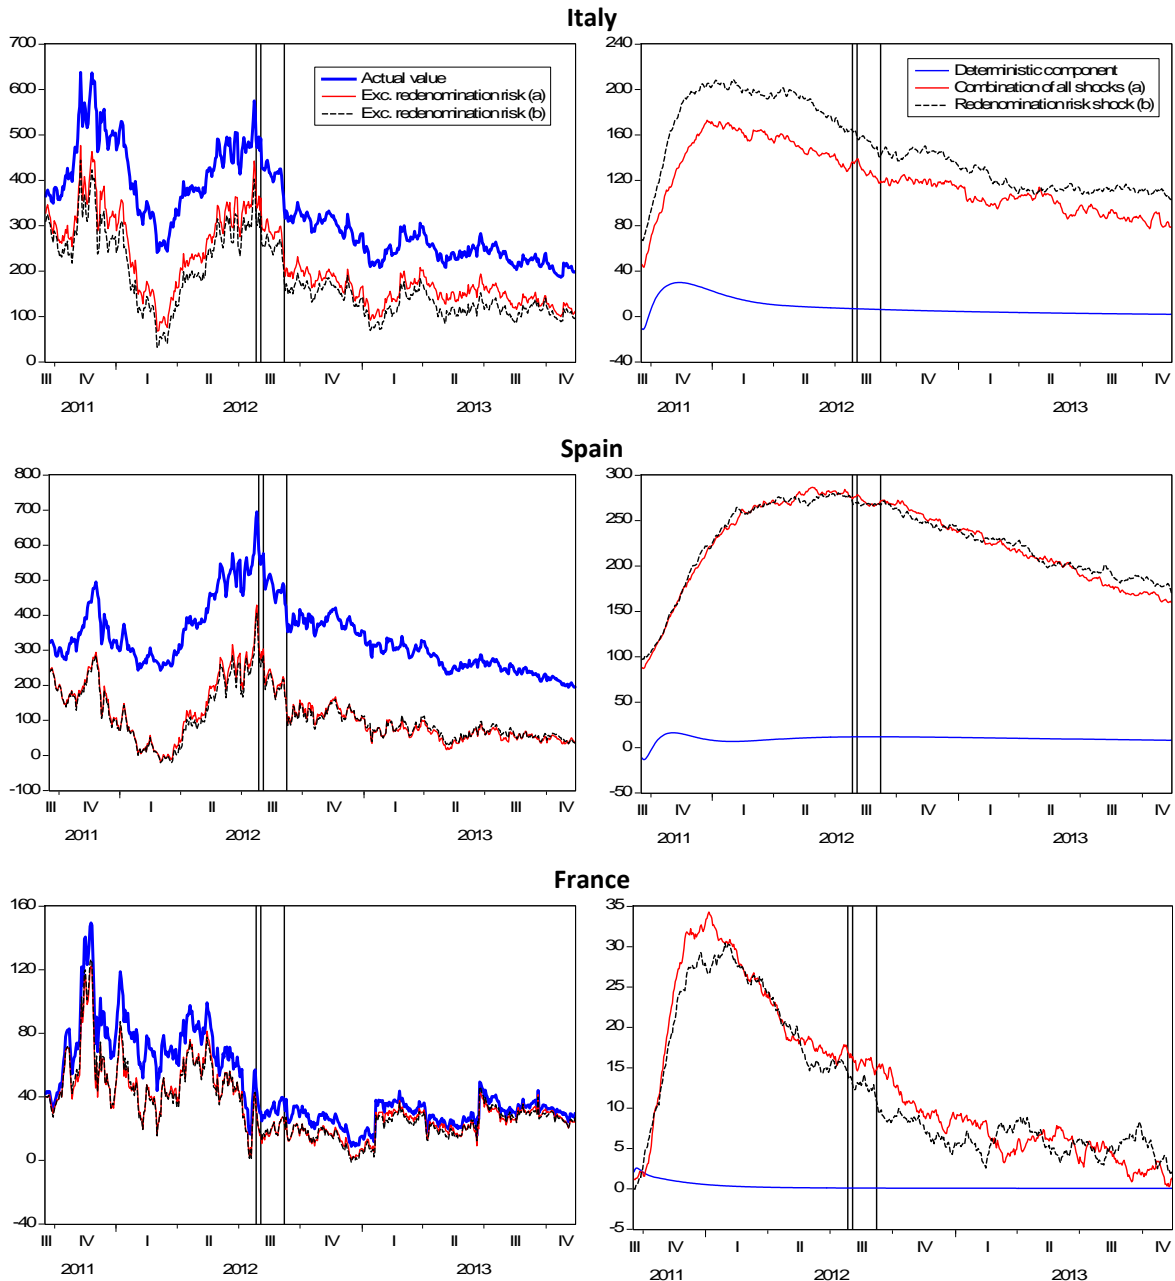 Italy
700
600
500
400
300
200
100
0
Actual value
Exc. redenomination risk (a)
Exc. redenomination risk (b)
III IV I II III IV I II III IV
2011 2012 2013
240
200
160
120
80
40
0
-40
Deterministic component
Combination of all shocks (a)
Redenomination risk shock (b)
III IV I II III IV I II III IV
2011 2012 2013
Spain
800
700
600
500
400
300
200
100
0
-100
III IV I II III IV I II III IV
2011 2012 2013
300
250
200
150
100
50
0
-50
III IV I II III IV I II III IV
2011 2012 2013
France
160
120
80
40
0
-40
III IV I II III IV I II III IV
2011 2012 2013
35
30
25
20
15
10
5
0
-5
III IV I II III IV I II III IV
2011 2012 2013